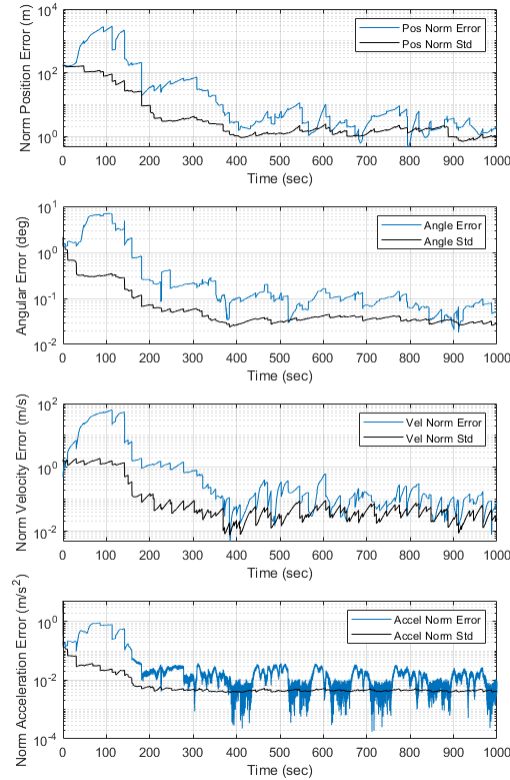 Norm Position Error (m)
10^4
10^2
10^0
Pos Norm Error
Pos Norm Std
0 100 200 300 400 500 600 700 800 900 1000
Time (sec)
Angular Error (deg)
10^1
10^0
10^-1
10^-2
Angle Error
Angle Std
0 100 200 300 400 500 600 700 800 900 1000
Time (sec)
Norm Velocity Error (m/s)
10^2
10^0
10^-2
Vel Norm Error
Vel Norm Std
0 100 200 300 400 500 600 700 800 900 1000
Time (sec)
Norm Acceleration Error (m/s^2)
10^0
10^-2
10^-4
Accel Norm Error
Accel Norm Std
0 100 200 300 400 500 600 700 800 900 1000
Time (sec)